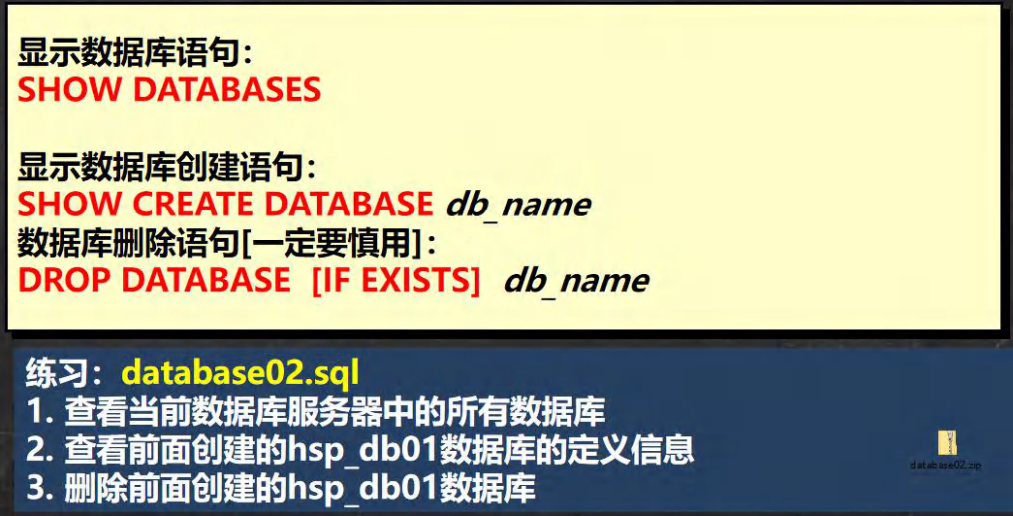 显示数据库语句：
SHOW DATABASES
显示数据库创建语句：
SHOW CREATE DATABASE db_name
数据库删除语句[一定要慎用]：
DROP DATABASE [IF EXISTS] db_name
练习：database02.sql
1. 查看当前数据库服务器中的所有数据库
2. 查看前面创建的hsp_db01数据库的定义信息
3. 删除前面创建的hsp_db01数据库
database02.zip